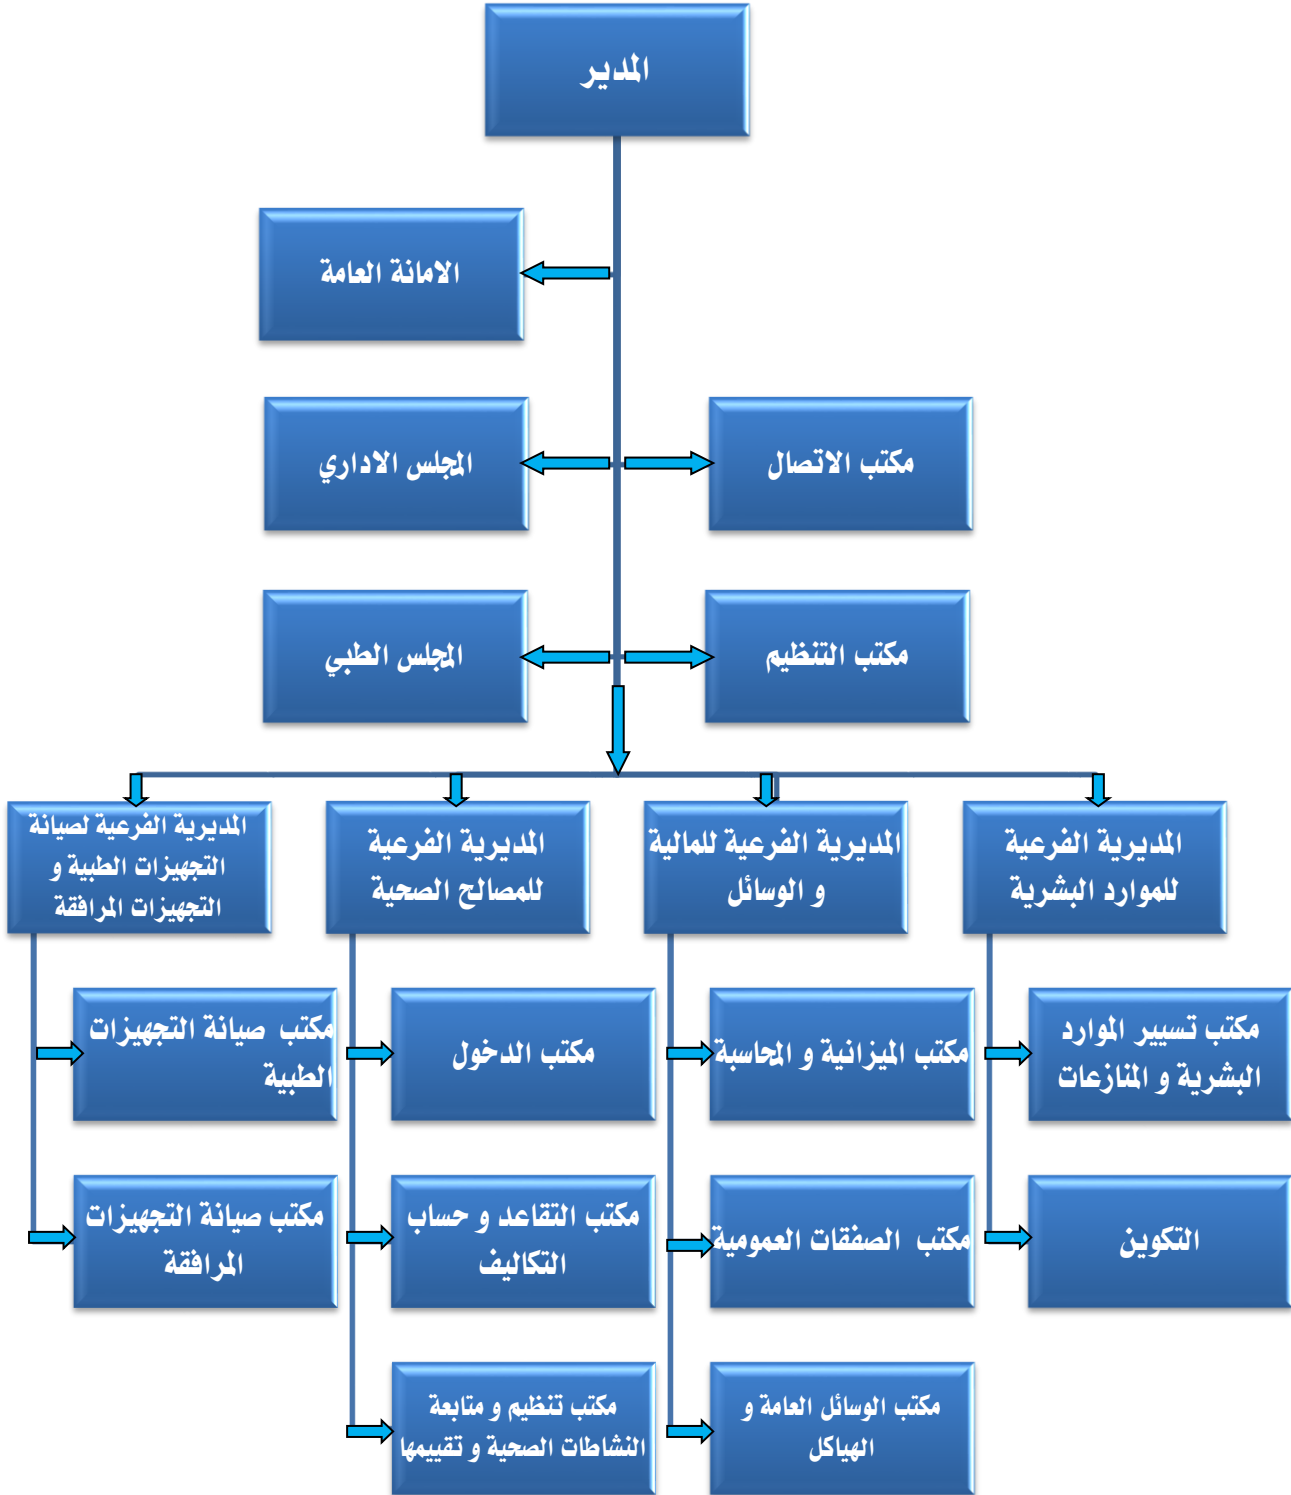 المدير
الامانة العامة
مكتب الاتصال
المجلس الاداري
مكتب التنظيم
المجلس الطبي
المديرية الفرعية
للموارد البشرية
المديرية الفرعية للمالية
و الوسائل
المديرية الفرعية
للمصالح الصحية
المديرية الفرعية لصيانة
التجهيزات الطبية و
التجهيزات المرافقة
مكتب تسيير الموارد
البشرية و المنازعات
مكتب الميزانية و المحاسبة
مكتب الدخول
مكتب صيانة التجهيزات
الطبية
التكوين
مكتب الصفقات العمومية
مكتب التقاعد و حساب
التكاليف
مكتب صيانة التجهيزات
المرافقة
مكتب الوسائل العامة و
الهياكل
مكتب تنظيم و متابعة
النشاطات الصحية و تقييمها